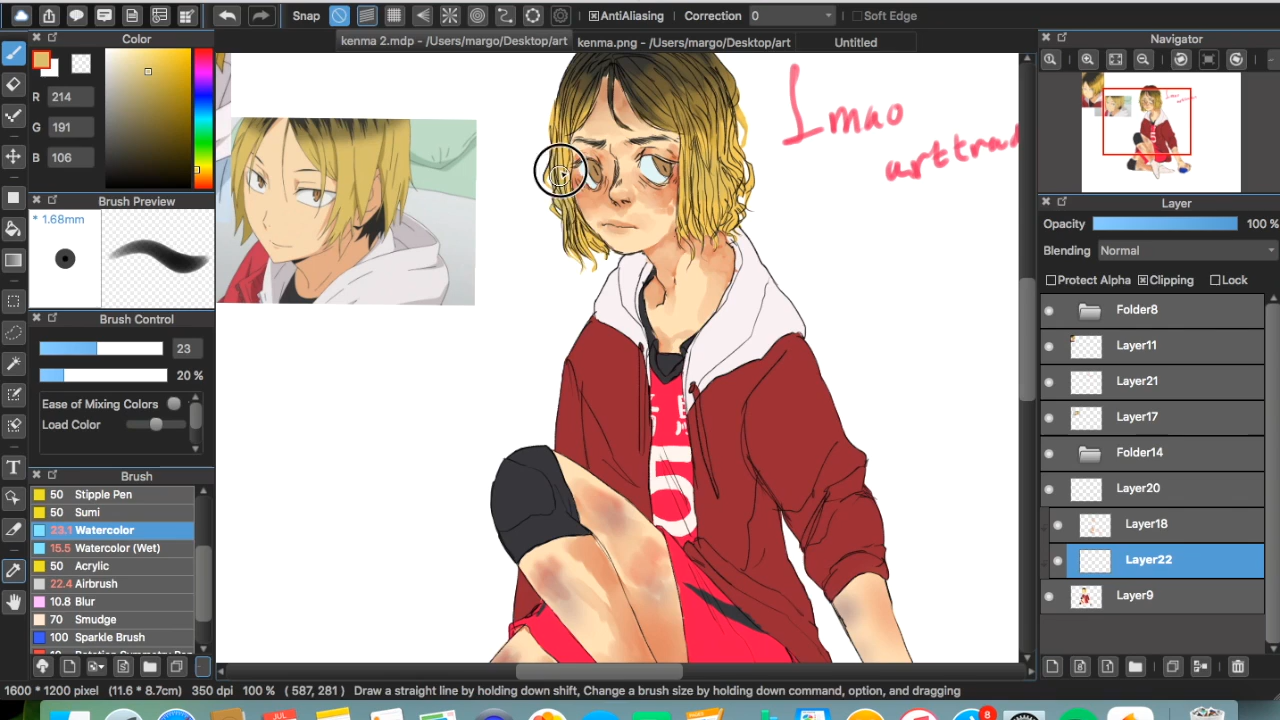 Snap
AntiAliasing
Correction 0
Soft Edge
Color
kenma 2.mdp - /Users/margo/Desktop/art
kenma.png - /Users/margo/Desktop/art
Untitled
Navigator
R 214
G 191
B 106
Brush Preview
* 1.68mm
Brush Control
23
20 %
Ease of Mixing Colors
Load Color
Brush
50 Stipple Pen
50 Sumi
23.1 Watercolor
15.5 Watercolor (Wet)
50 Acrylic
22.4 Airbrush
10.8 Blur
70 Smudge
100 Sparkle Brush
Lmao
arttrad
5
Layer
Opacity 100 %
Blending Normal
Protect Alpha Clipping Lock
Folder8
Layer11
Layer21
Layer17
Folder14
Layer20
Layer18
Layer22
Layer9
1600 * 1200 pixel (11.6 * 8.7cm) 350 dpi 100 % ( 587, 281 ) Draw a straight line by holding down shift, Change a brush size by holding down command, option, and dragging
JUL
8